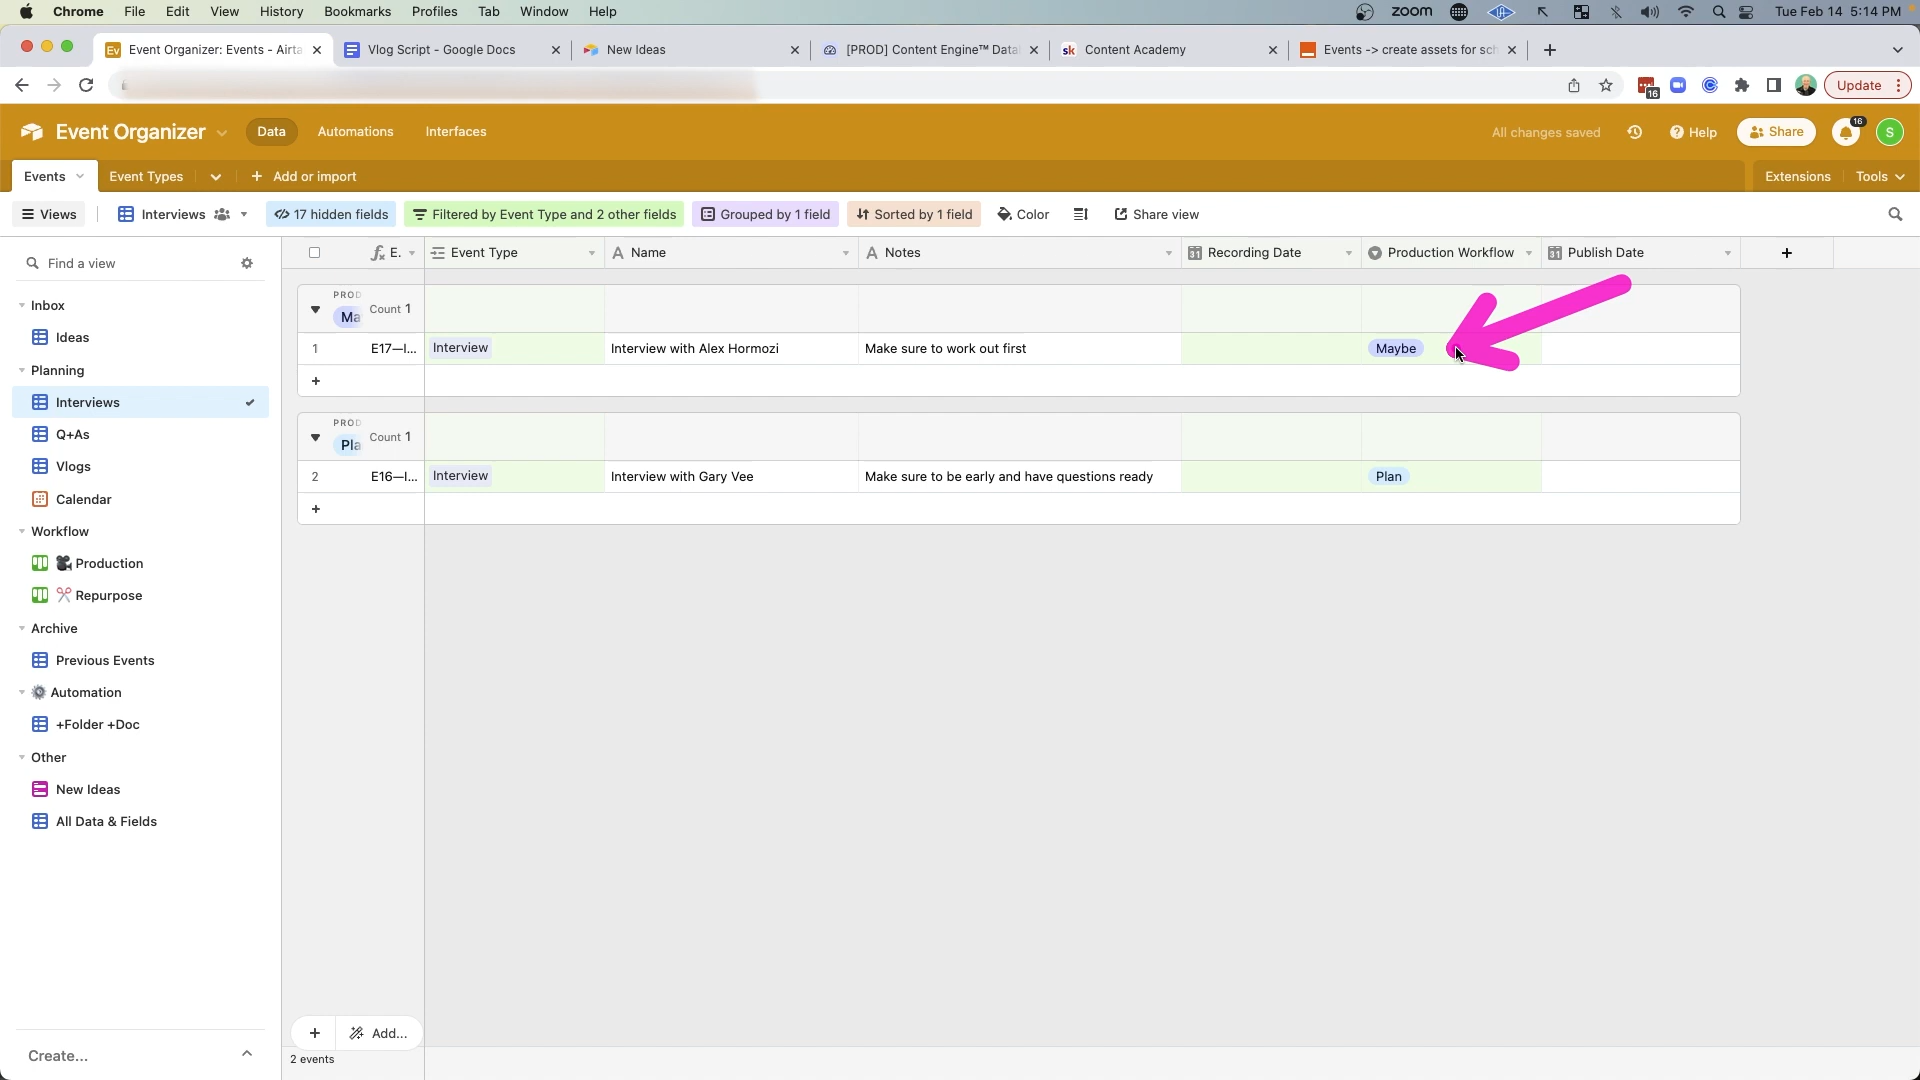 Chrome File Edit View History Bookmarks Profiles Tab Window Help zoom Tue Feb 14 5:14 PM
Ev Event Organizer: Events - Airta Vlog Script - Google Docs New Ideas [PROD] Content Engine™ Data sk Content Academy Events -> create assets for sch
16 Update
Event Organizer Data Automations Interfaces All changes saved Help Share 16 S
Events Event Types Add or import Extensions Tools
Views Interviews 17 hidden fields Filtered by Event Type and 2 other fields Grouped by 1 field Sorted by 1 field Color Share view
Find a view
E. Event Type Name Notes Recording Date Production Workflow Publish Date
PROD
Ma Count 1
1 E17—I... Interview Interview with Alex Hormozi Make sure to work out first Maybe
PROD
Pla Count 1
2 E16—I... Interview Interview with Gary Vee Make sure to be early and have questions ready Plan
Inbox
Ideas
Planning
Interviews
Q+As
Vlogs
Calendar
Workflow
Production
Repurpose
Archive
Previous Events
Automation
+Folder +Doc
Other
New Ideas
All Data & Fields
Create...
Add...
2 events